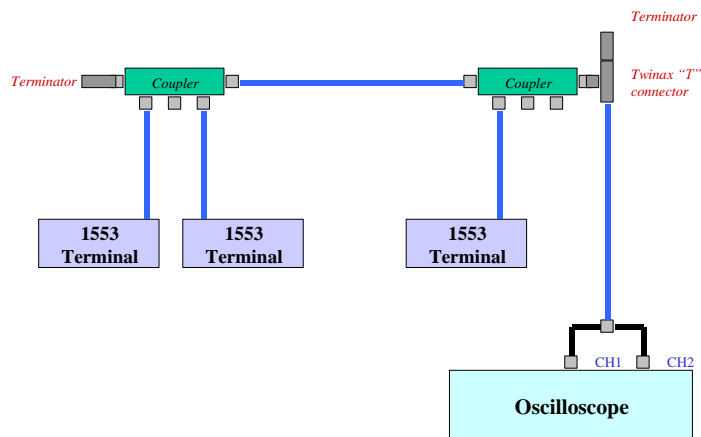 Terminator
Terminator
Coupler
Coupler
Twinax “T”
connector
1553
Terminal
1553
Terminal
1553
Terminal
CH1
CH2
Oscilloscope